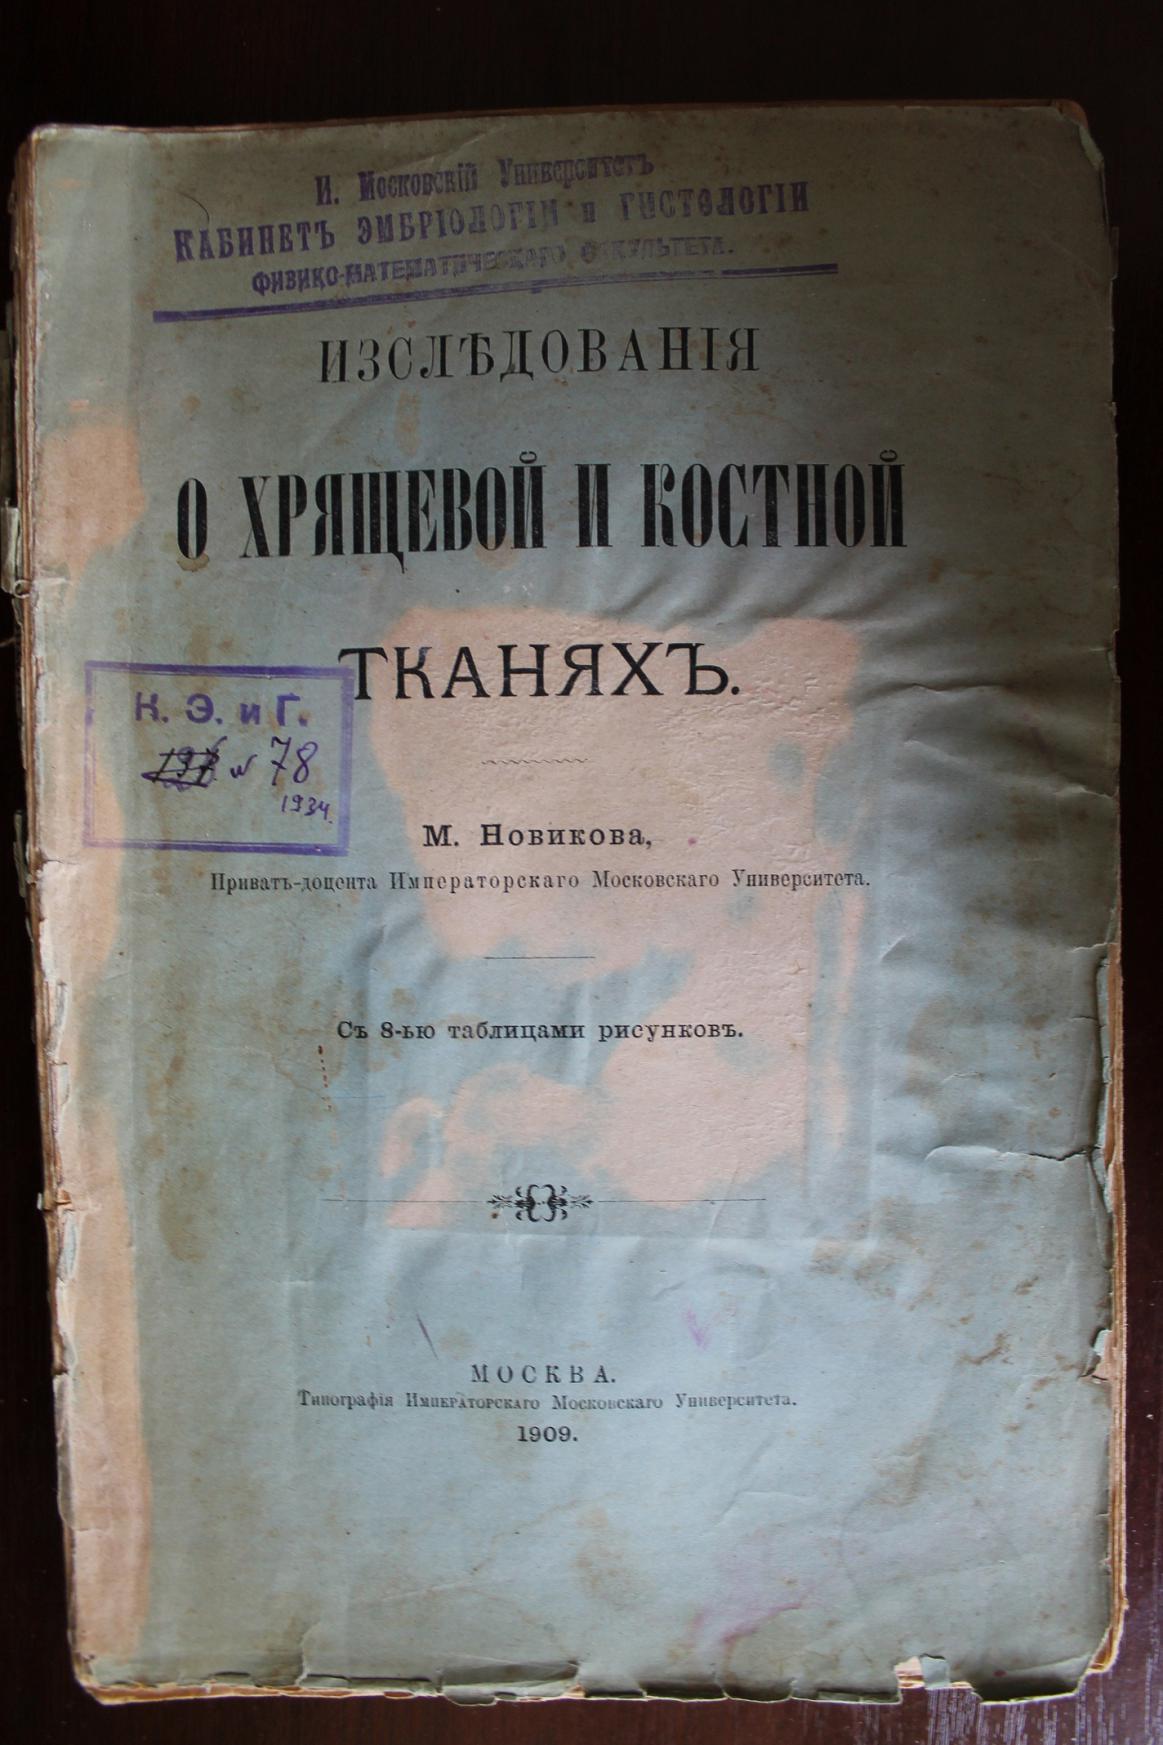 И. Московскій Университетъ
КАБИНЕТЪ ЭМБРІОЛОГІИ и ГИСТОЛОГІИ
ФИЗИКО-МАТЕМАТИЧЕСКАГО ФАКУЛЬТЕТА.
ИЗСЛѢДОВАНІЯ
О ХРЯЩЕВОЙ И КОСТНОЙ
ТКАНЯХЪ.
К. Э. и Г.
№ 78
1934.
М. Новикова,
Приватъ-доцента Императорскаго Московскаго Университета.
Съ 8-ью таблицами рисунковъ.
МОСКВА.
Типографія Императорскаго Московскаго Университета.
1909.